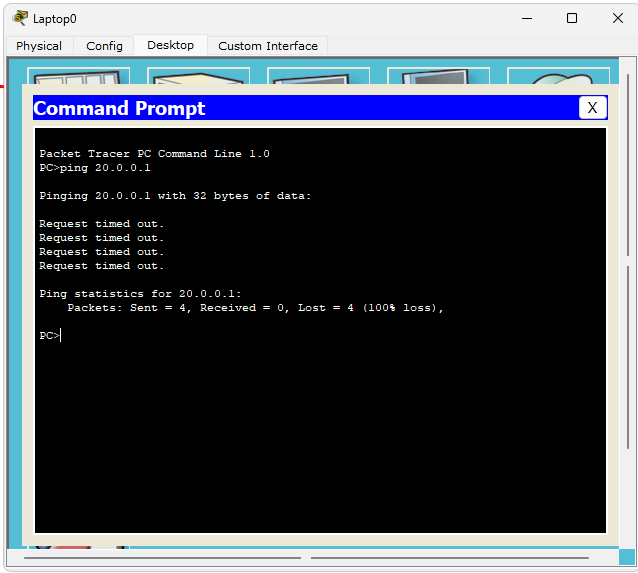 Laptop0
Physical Config Desktop Custom Interface
Command Prompt X
Packet Tracer PC Command Line 1.0
PC>ping 20.0.0.1
Pinging 20.0.0.1 with 32 bytes of data:
Request timed out.
Request timed out.
Request timed out.
Request timed out.
Ping statistics for 20.0.0.1:
    Packets: Sent = 4, Received = 0, Lost = 4 (100% loss),
PC>